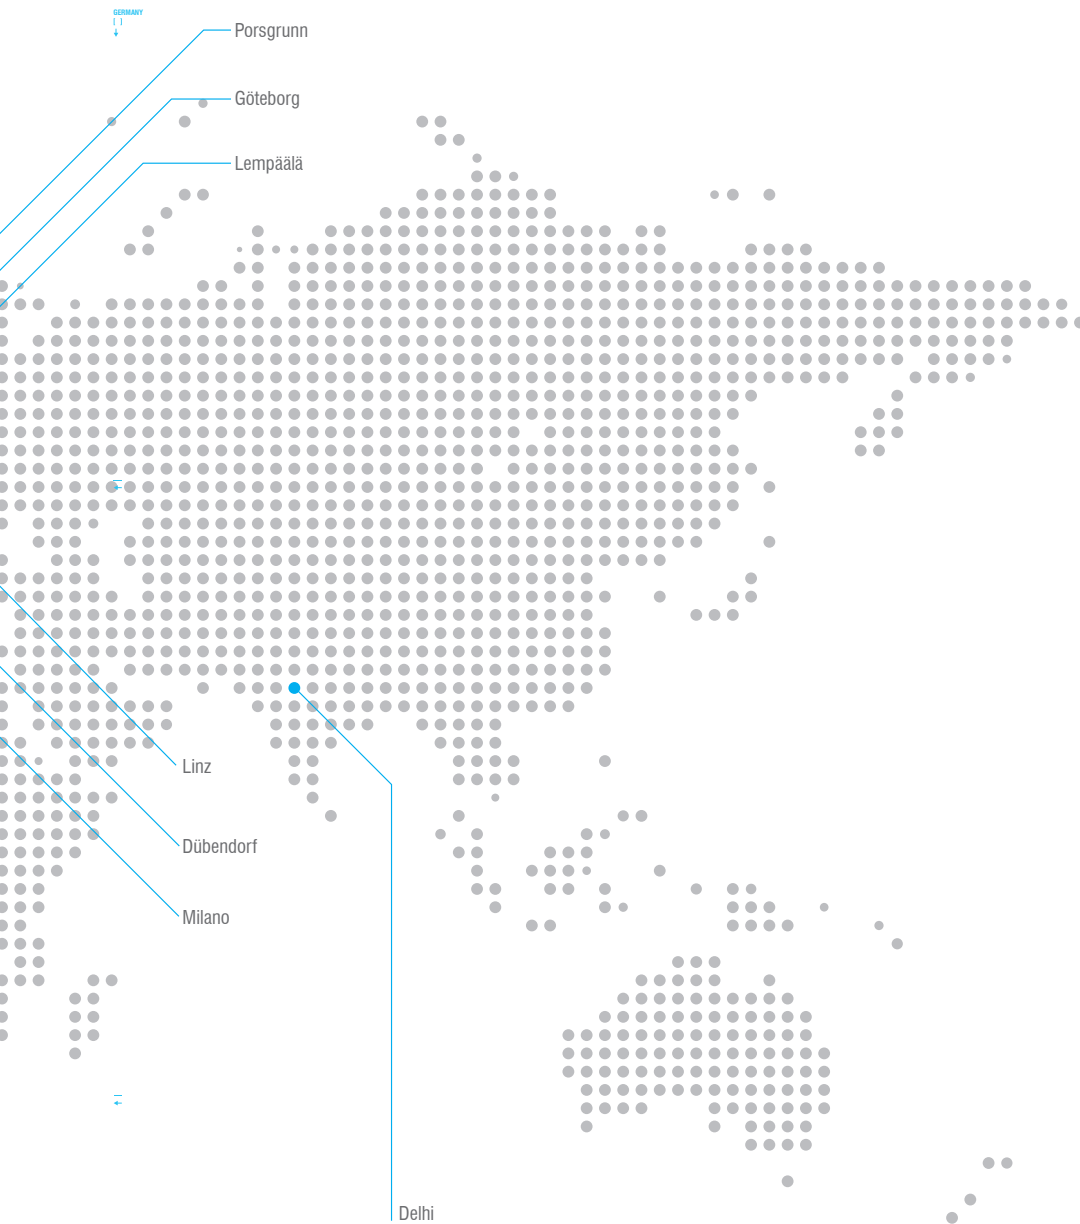 GERMANY
Porsgrunn
Göteborg
Lempäälä
Linz
Dübendorf
Milano
Delhi